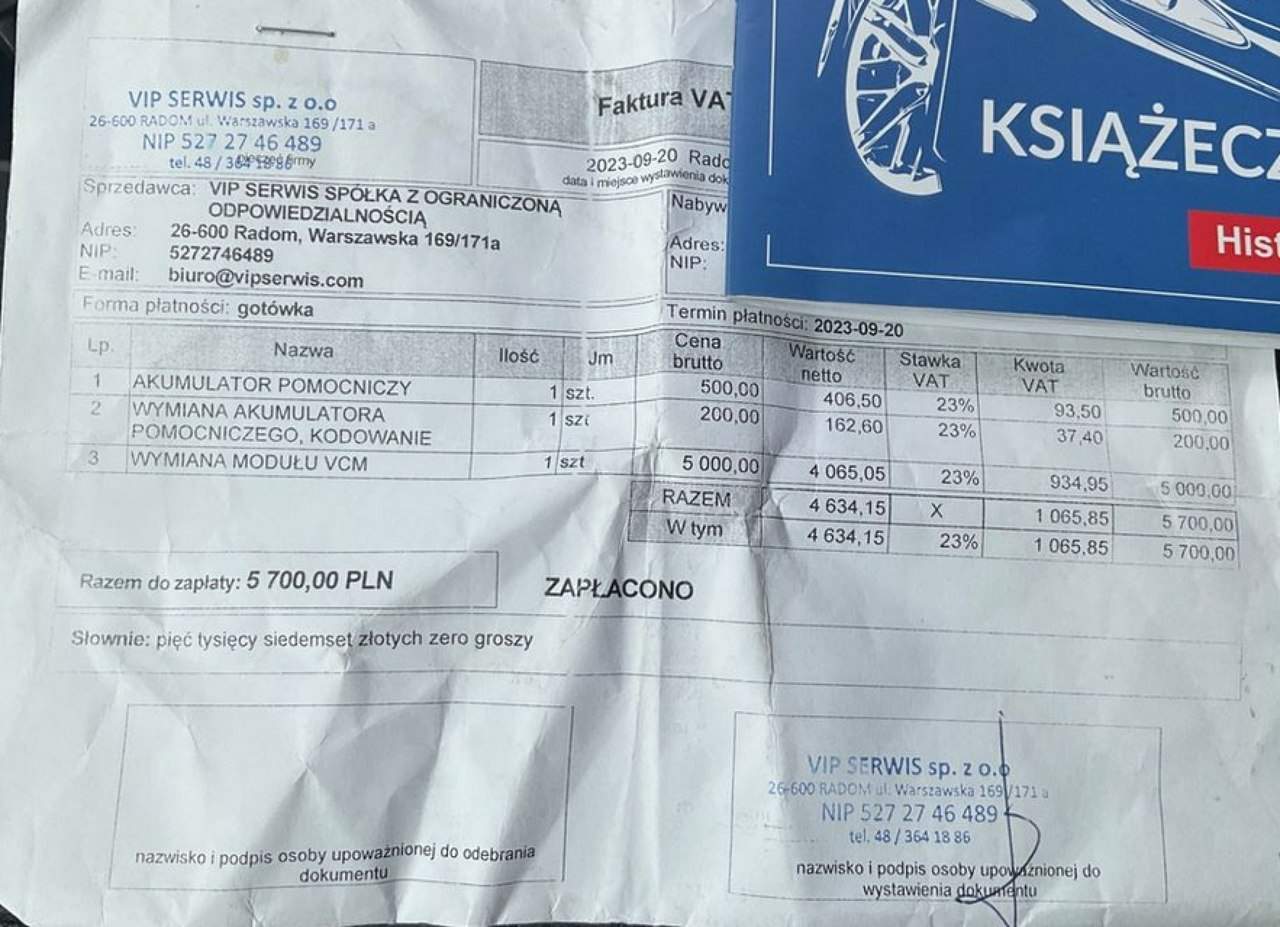 VIP SERWIS sp. z o.o
26-600 RADOM ul. Warszawska 169 /171 a
NIP 527 27 46 489
tel. 48 / 364 18 86
pieczęć firmy
Faktura VA
2023-09-20 Rado
data i miejsce wystawienia dok
KSIĄŻECZ
Hist
Sprzedawca: VIP SERWIS SPÓŁKA Z OGRANICZONĄ
ODPOWIEDZIALNOŚCIĄ
Adres: 26-600 Radom, Warszawska 169/171a
NIP: 5272746489
E-mail: biuro@vipserwis.com
Nabyw
Adres:
NIP:
Forma płatności: gotówka
Termin płatności: 2023-09-20
Lp. Nazwa Ilość Jm Cena brutto Wartość netto Stawka VAT Kwota VAT Wartość brutto
1 AKUMULATOR POMOCNICZY 1 szt. 500,00 406,50 23% 93,50 500,00
2 WYMIANA AKUMULATORA 1 szt 200,00 162,60 23% 37,40 200,00
POMOCNICZEGO, KODOWANIE
3 WYMIANA MODUŁU VCM 1 szt 5 000,00 4 065,05 23% 934,95 5 000,00
RAZEM 4 634,15 X 1 065,85 5 700,00
W tym 4 634,15 23% 1 065,85 5 700,00
Razem do zapłaty: 5 700,00 PLN
ZAPŁACONO
Słownie: pięć tysięcy siedemset złotych zero groszy
nazwisko i podpis osoby upoważnionej do odebrania
dokumentu
VIP SERWIS sp. z o.o
26-600 RADOM ul. Warszawska 169 /171 a
NIP 527 27 46 489
tel. 48 / 364 18 86
nazwisko i podpis osoby upoważnionej do
wystawienia dokumentu